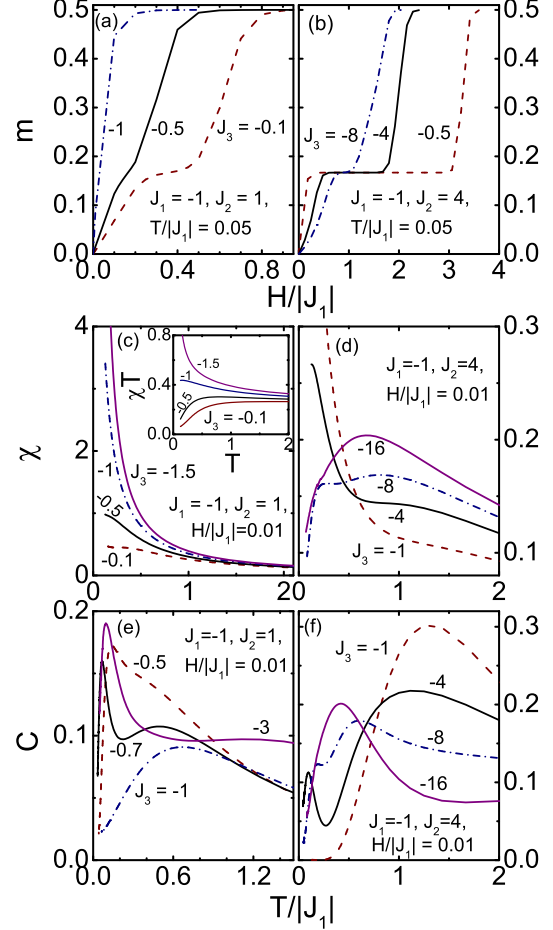 0.5
0.4
0.3
0.2
0.1
0.0
m
(a)
-1
-0.5
J₃ = -0.1
J₁ = -1, J₂ = 1,
T/|J₁| = 0.05
0.0
0.4
0.8
(b)
J₃ = -8
-4
-0.5
J₁ = -1, J₂ = 4,
T/|J₁| = 0.05
0.5
0.4
0.3
0.2
0.1
0.0
0
1
2
3
4
H/|J₁|
χ
4
2
0
(c)
0.8
0.4
0.0
χT
-1.5
-1
-0.5
J₃ = -0.1
0
1
2
T
-1
J₃ = -1.5
-0.5
J₁ = -1, J₂ = 1,
H/|J₁|=0.01
-0.1
0
1
2
(d)
J₁=-1, J₂=4,
H/|J₁| = 0.01
-16
-8
-4
J₃ = -1
0.3
0.2
0.1
0
1
2
C
0.2
0.1
0.0
(e)
J₁=-1, J₂=1,
H/|J₁| = 0.01
-0.5
-0.7
-3
J₃ = -1
0.0
0.6
1.2
(f)
J₃ = -1
-4
-8
-16
J₁=-1, J₂=4,
H/|J₁| = 0.01
0.3
0.2
0.1
0.0
0
1
2
T/|J₁|